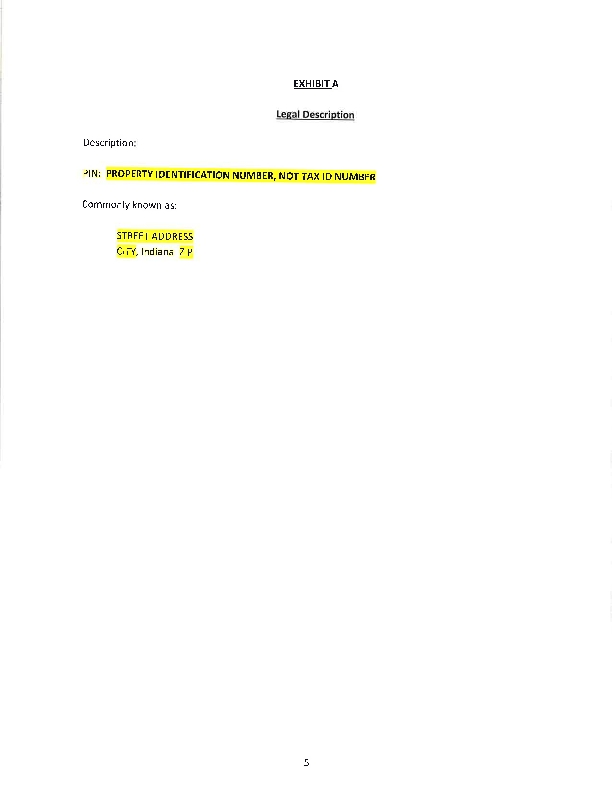 EXHIBIT A
Legal Description
Description:
PIN: PROPERTY IDENTIFICATION NUMBER, NOT TAX ID NUMBER
Commonly known as:
STREET ADDRESS
CITY, Indiana ZIP
5